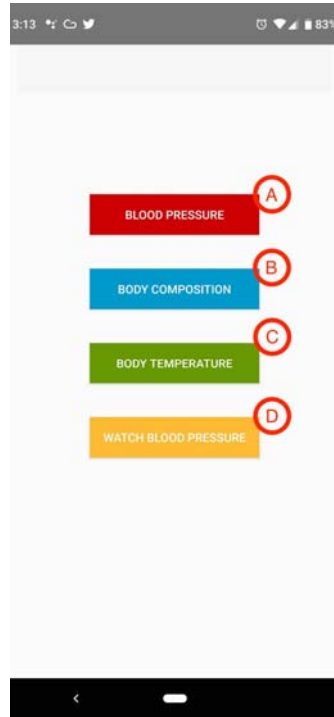 3:13 83%
A
BLOOD PRESSURE
B
BODY COMPOSITION
C
BODY TEMPERATURE
D
WATCH BLOOD PRESSURE